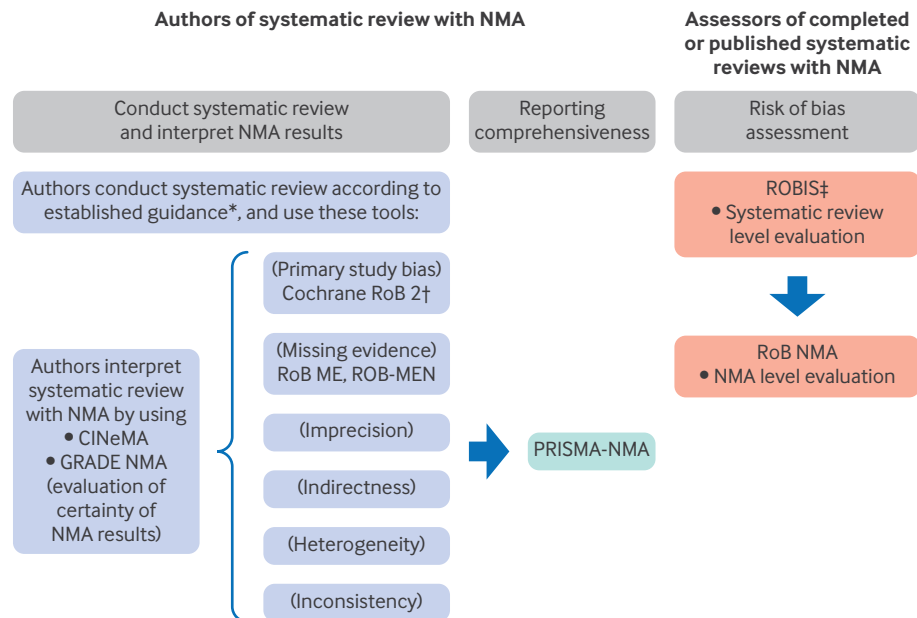 Authors of systematic review with NMA
Assessors of completed
or published systematic
reviews with NMA
Conduct systematic review
and interpret NMA results
Reporting
comprehensiveness
Risk of bias
assessment
Authors conduct systematic review according to
established guidance*, and use these tools:
Authors interpret
systematic review
with NMA by using
• CINeMA
• GRADE NMA
(evaluation of
certainty of
NMA results)
(Primary study bias)
Cochrane RoB 2†
(Missing evidence)
RoB ME, ROB-MEN
(Imprecision)
(Indirectness)
(Heterogeneity)
(Inconsistency)
PRISMA-NMA
ROBIS‡
• Systematic review
level evaluation
RoB NMA
• NMA level evaluation